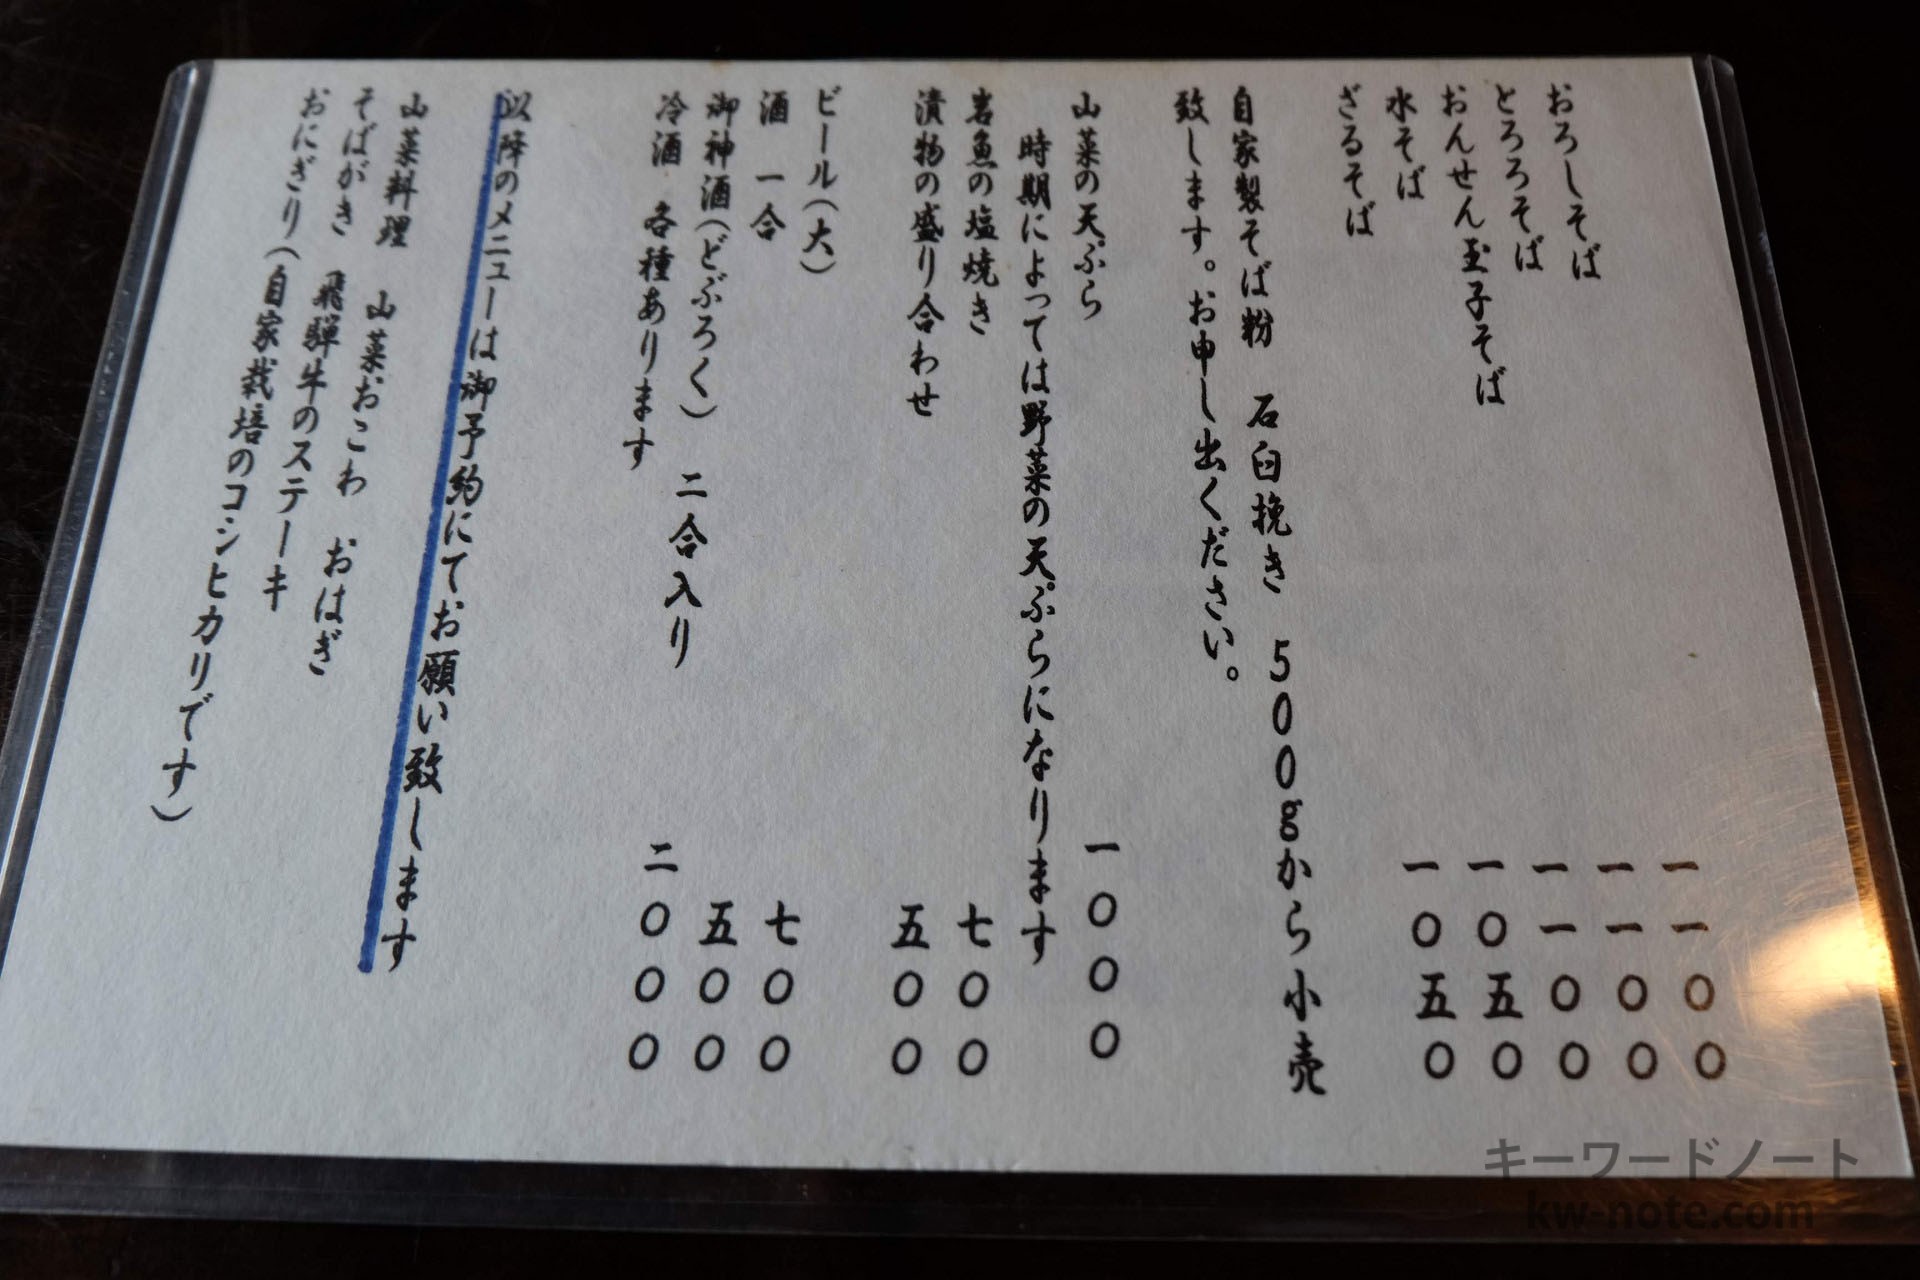 おろしそば 一一〇〇
とろろそば 一一〇〇
おんせん玉子そば 一一〇〇
水そば 一〇五〇
ざるそば 一〇五〇
自家製そば粉 石臼挽き 500gから小売
致します。お申し出ください。
山菜の天ぷら 一〇〇〇
時期によっては野菜の天ぷらになります
岩魚の塩焼き 七〇〇
漬物の盛り合わせ 五〇〇
ビール(大) 七〇〇
酒 一合 五〇〇
御神酒(どぶろく) 二合入り 二〇〇〇
冷酒 各種あります
以降のメニューは御予約にてお願い致します
山菜料理 山菜おこわ おはぎ
そばがき 飛騨牛のステーキ
おにぎり(自家栽培のコシヒカリです)
キーワードノート
kw-note.com